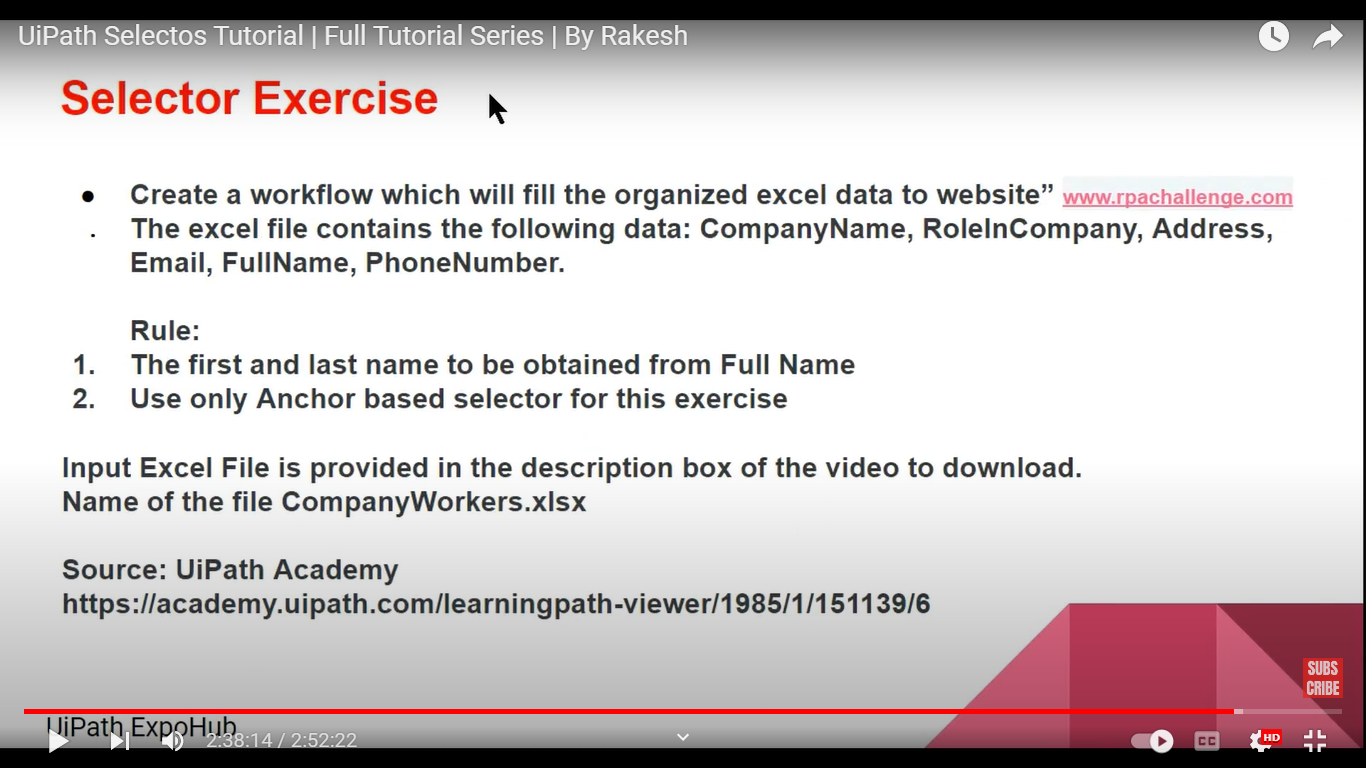 UiPath Selectos Tutorial | Full Tutorial Series | By Rakesh
Selector Exercise
● Create a workflow which will fill the organized excel data to website” www.rpachallenge.com
. The excel file contains the following data: CompanyName, RoleInCompany, Address,
Email, FullName, PhoneNumber.
Rule:
1. The first and last name to be obtained from Full Name
2. Use only Anchor based selector for this exercise
Input Excel File is provided in the description box of the video to download.
Name of the file CompanyWorkers.xlsx
Source: UiPath Academy
https://academy.uipath.com/learningpath-viewer/1985/1/151139/6
SUBS
CRIBE
UiPath ExpoHub
2:38:14 / 2:52:22
CC
HD